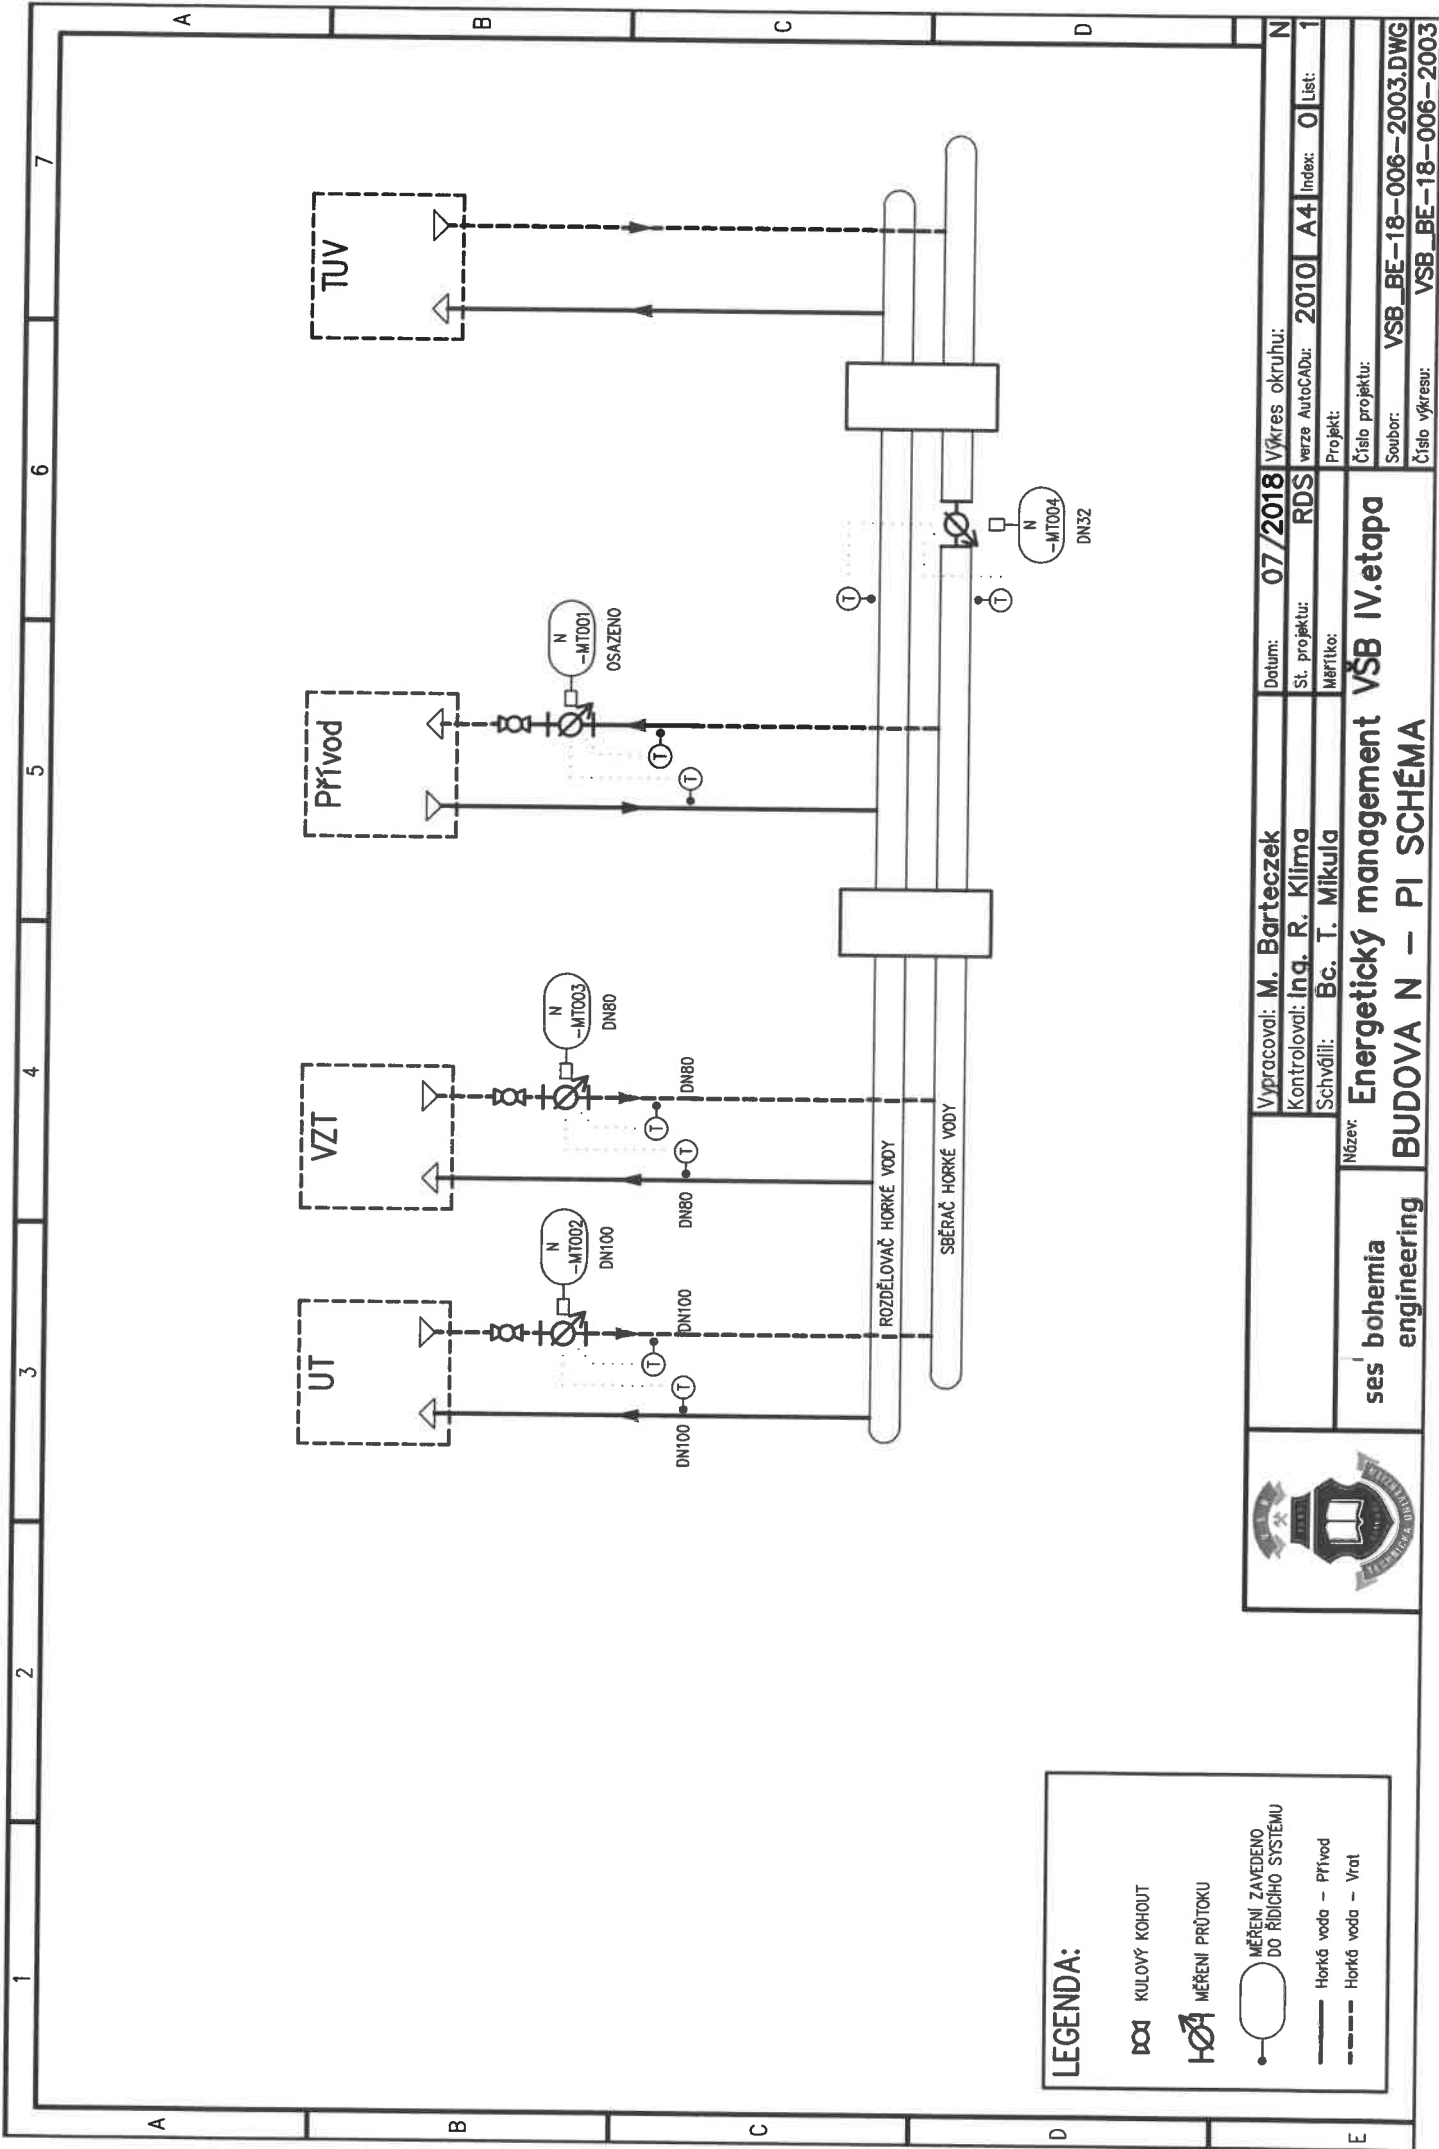 1
2
3
4
5
6
7
A
B
C
D
E
A
B
C
D
UT
VZT
Přívod
TUV
N
-MT002
DN100
N
-MT003
DN80
N
-MT001
OSAZENO
T
T
DN100
DN100
T
T
DN80
DN80
T
T
T
T
N
-MT004
DN32
ROZDĚLOVAČ HORKÉ VODY
SBĚRAČ HORKÉ VODY
LEGENDA:
KULOVÝ KOHOUT
MĚŘENÍ PRŮTOKU
MĚŘENÍ ZAVEDENO
DO ŘÍDICÍHO SYSTÉMU
Horká voda – Přívod
Horká voda – Vrat
ses bohemia
engineering
Vypracoval: M. Barteczek
Kontroloval: Ing. R. Klima
Schválil: Bc. T. Mikula
Datum: 07/2018
St. projektu: RDS
Měřítko:
Výkres okruhu: N
verze AutoCADu: 2010 A4 Index: 0 List: 1
Projekt:
Číslo projektu:
Soubor: VSB_BE-18-006-2003.DWG
Číslo výkresu: VSB_BE-18-006-2003
Název: Energetický management VŠB IV.etapa
BUDOVA N – PI SCHÉMA